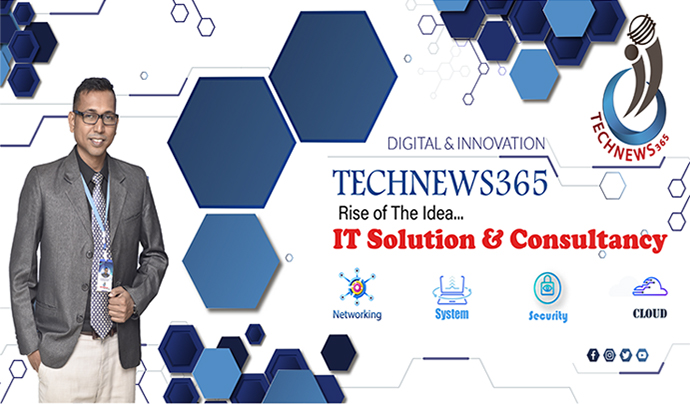 DIGITAL & INNOVATION
TECHNEWS365
Rise of The Idea...
IT Solution & Consultancy
Networking
System
Security
CLOUD
TECHNEWS365